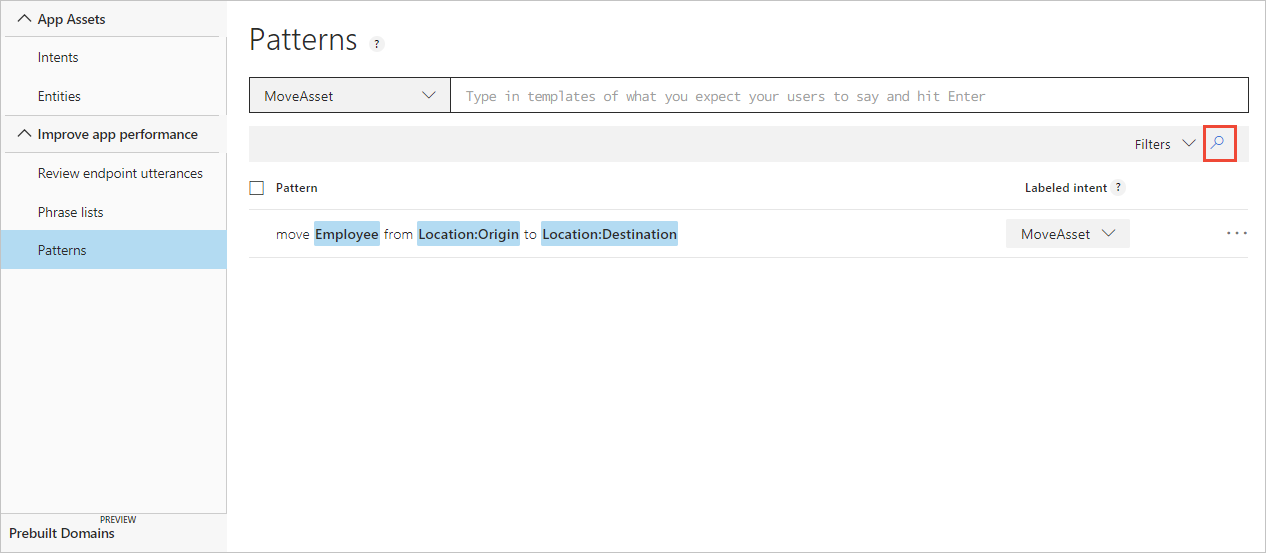 App Assets
Intents
Entities
Improve app performance
Review endpoint utterances
Phrase lists
Patterns
PREVIEW
Prebuilt Domains
Patterns ?
MoveAsset Type in templates of what you expect your users to say and hit Enter
Filters
Pattern Labeled intent ?
move Employee from Location:Origin to Location:Destination MoveAsset ...